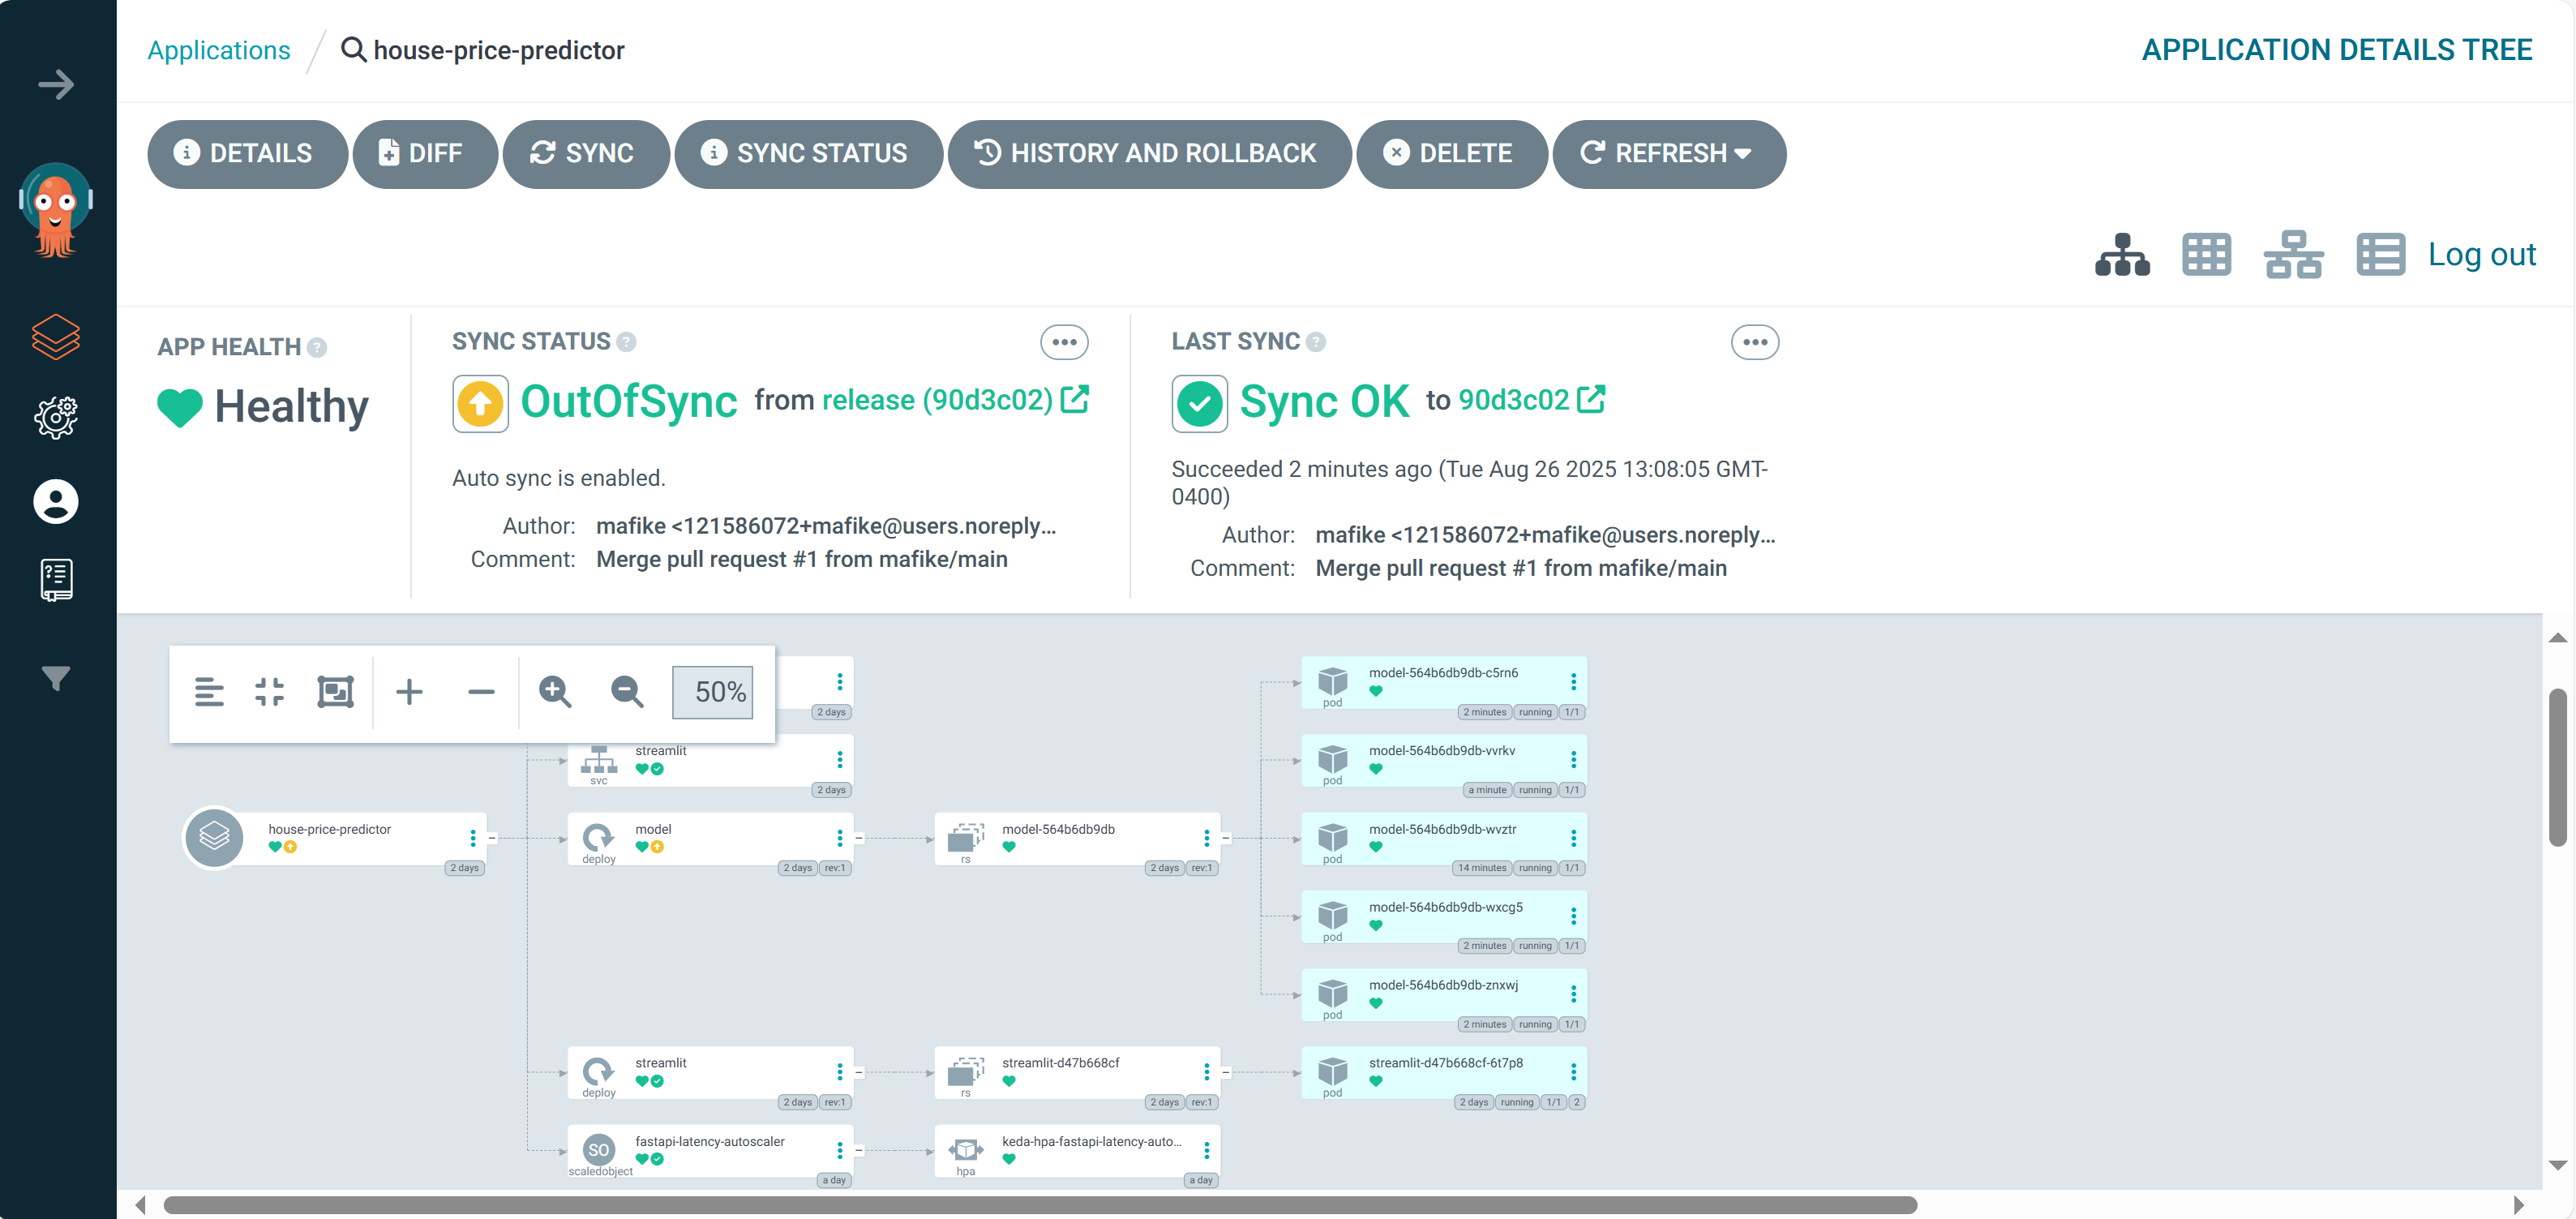 Applications / house-price-predictor
APPLICATION DETAILS TREE
DETAILS DIFF SYNC SYNC STATUS HISTORY AND ROLLBACK DELETE REFRESH
Log out
APP HEALTH ?
Healthy
SYNC STATUS ?
OutOfSync from release (90d3c02)
Auto sync is enabled.
Author: mafike <121586072+mafike@users.noreply...
Comment: Merge pull request #1 from mafike/main
LAST SYNC ?
Sync OK to 90d3c02
Succeeded 2 minutes ago (Tue Aug 26 2025 13:08:05 GMT-
0400)
Author: mafike <121586072+mafike@users.noreply...
Comment: Merge pull request #1 from mafike/main
50%
2 days
streamlit
svc
2 days
house-price-predictor
2 days
model
deploy
2 days rev:1
model-564b6db9db
rs
2 days rev:1
model-564b6db9db-c5rn6
pod
2 minutes running 1/1
model-564b6db9db-vvrkv
pod
a minute running 1/1
model-564b6db9db-wvztr
pod
14 minutes running 1/1
model-564b6db9db-wxcg5
pod
2 minutes running 1/1
model-564b6db9db-znxwj
pod
2 minutes running 1/1
streamlit
deploy
2 days rev:1
streamlit-d47b668cf
rs
2 days rev:1
streamlit-d47b668cf-6t7p8
pod
2 days running 1/1 2
SO
fastapi-latency-autoscaler
scaledobject
a day
keda-hpa-fastapi-latency-auto...
hpa
a day